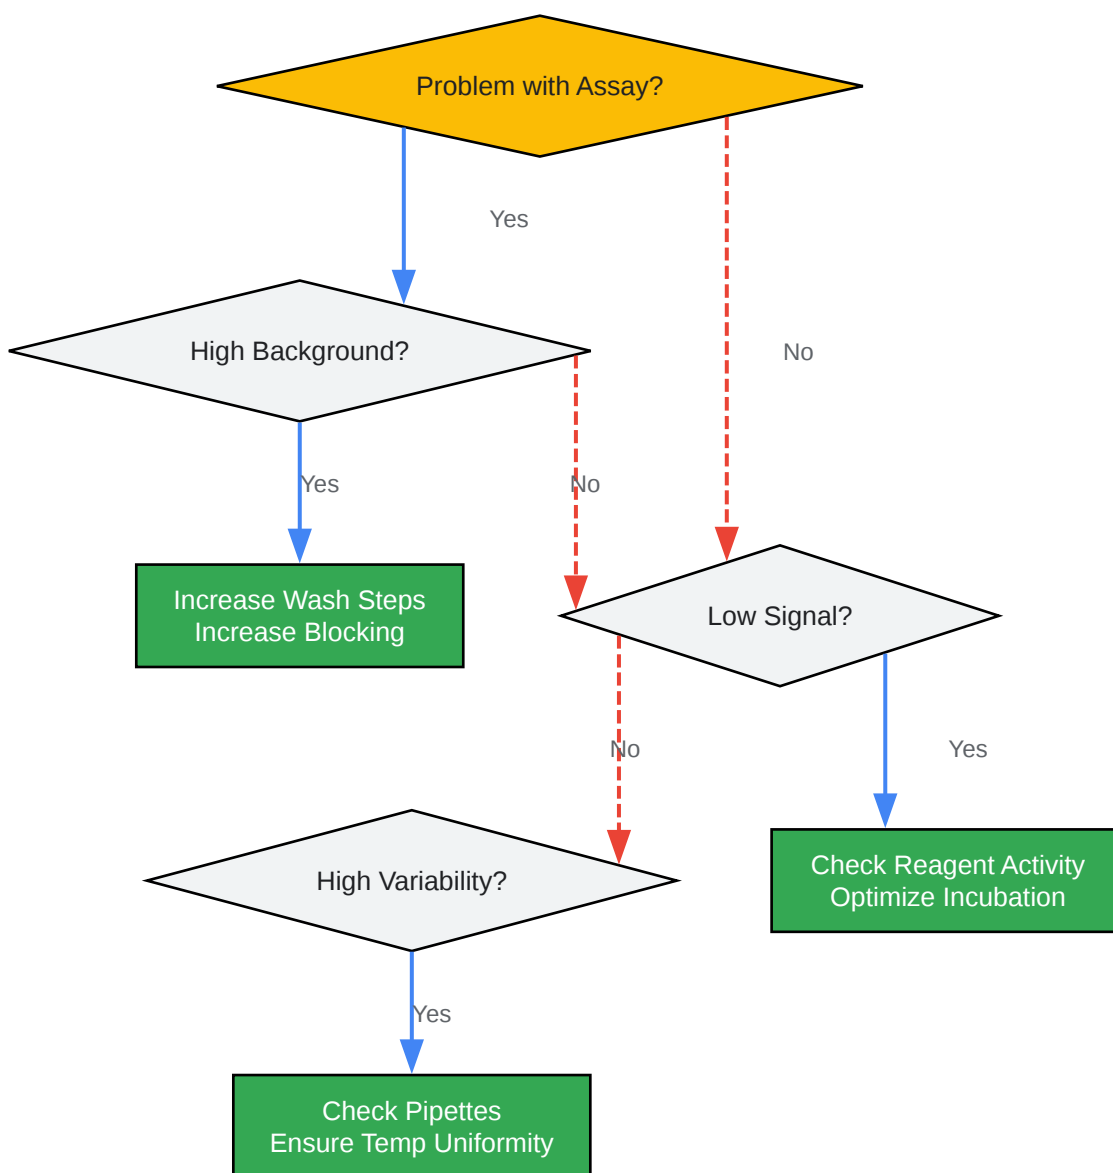 Problem with Assay?
Yes
No
High Background?
Yes
No
Increase Wash Steps
Increase Blocking
Low Signal?
No
Yes
High Variability?
Check Reagent Activity
Optimize Incubation
Yes
Check Pipettes
Ensure Temp Uniformity